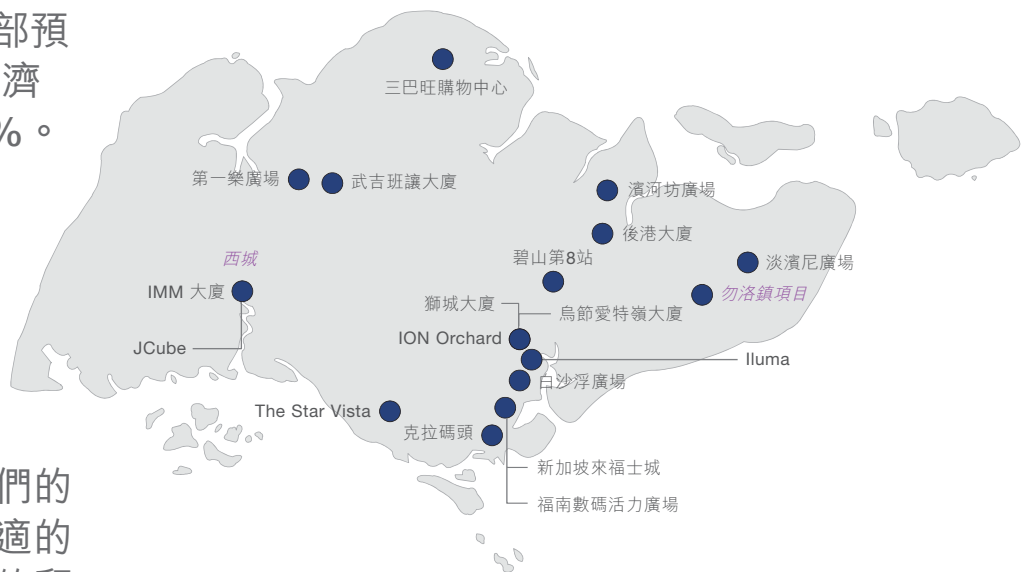 部預
濟
%。
三巴旺購物中心
第一樂廣場
武吉班讓大廈
濱河坊廣場
後港大廈
碧山第8站
淡濱尼廣場
西城
勿洛鎮項目
IMM 大廈
獅城大廈
烏節愛特嶺大廈
ION Orchard
JCube
Iluma
白沙浮廣場
The Star Vista
克拉碼頭
新加坡來福士城
福南數碼活力廣場
們的
適的